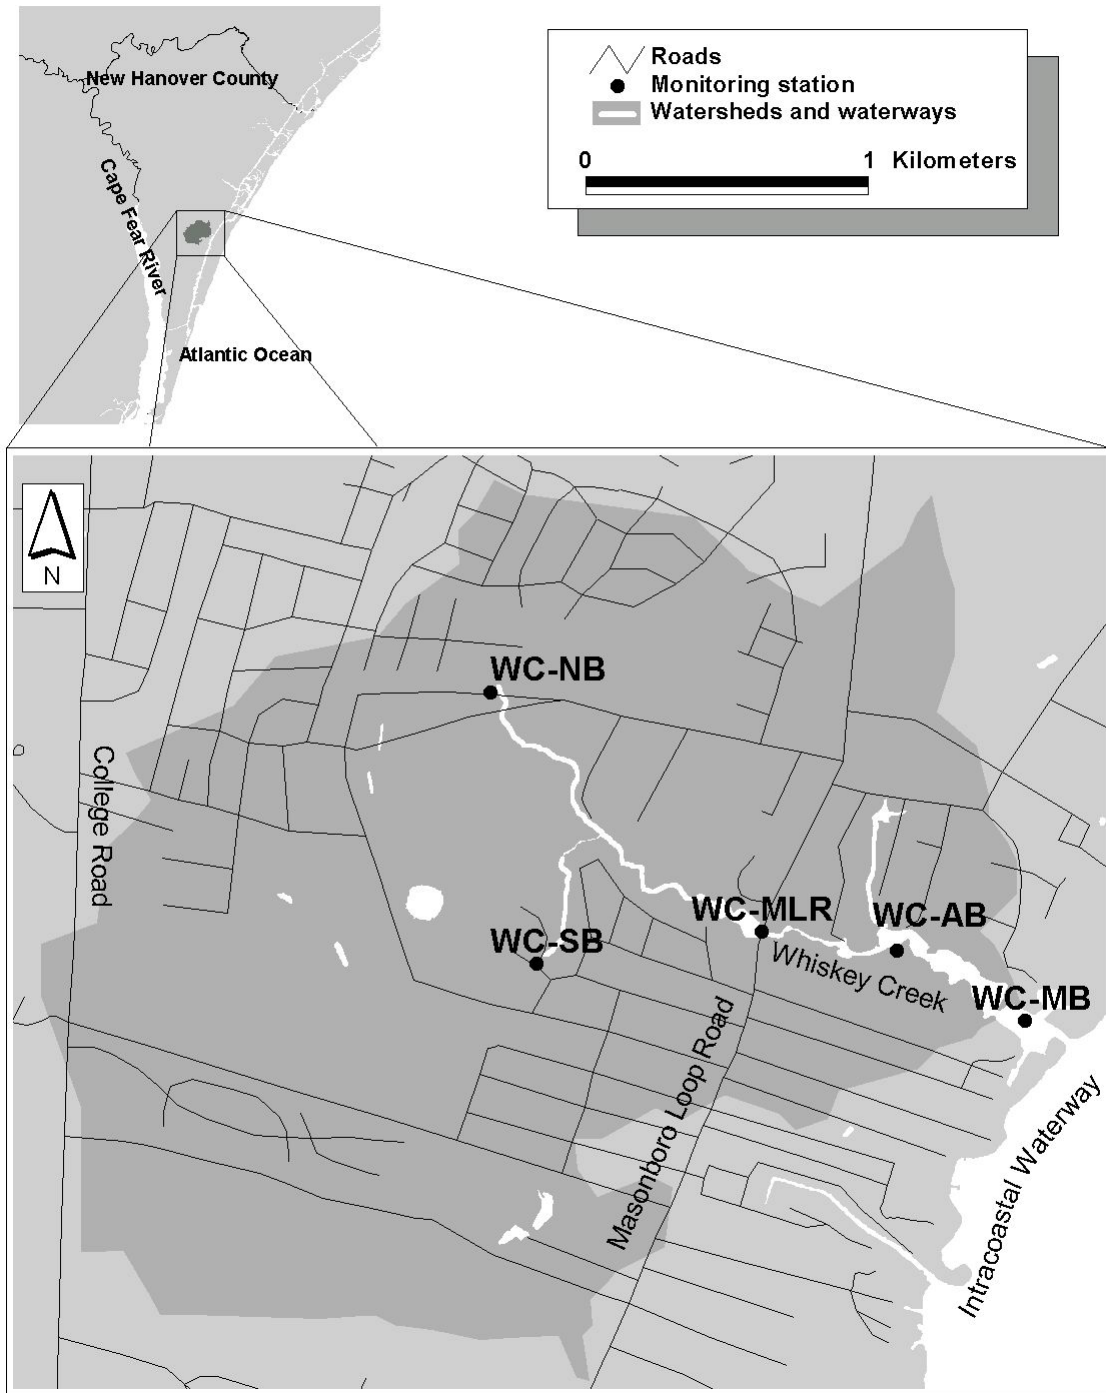 New Hanover County
Cape Fear River
Atlantic Ocean
Roads
Monitoring station
Watersheds and waterways
0 1 Kilometers
N
WC-NB
College Road
WC-MLR
WC-AB
WC-SB
Whiskey Creek
WC-MB
Masonboro Loop Road
Intracoastal Waterway